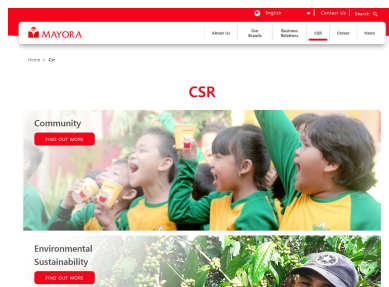 English
Contact Us
Search
MAYORA
About Us
Our Brands
Business Relations
CSR
Career
News
Home > Csr
CSR
Community
FIND OUT MORE
Environmental
Sustainability
FIND OUT MORE